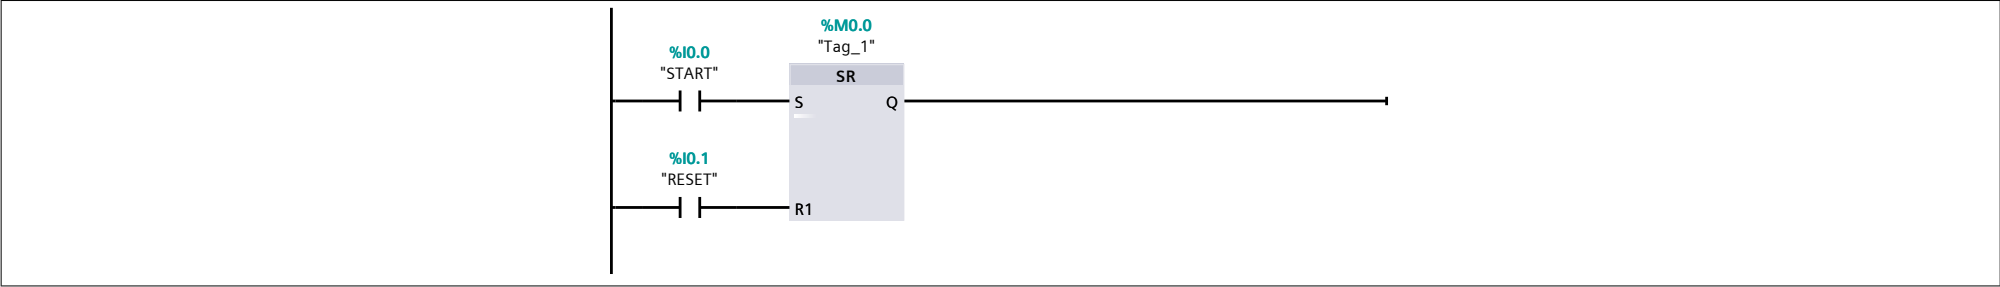 %M0.0
"Tag_1"
%I0.0
"START"
SR
S
Q
%I0.1
"RESET"
R1